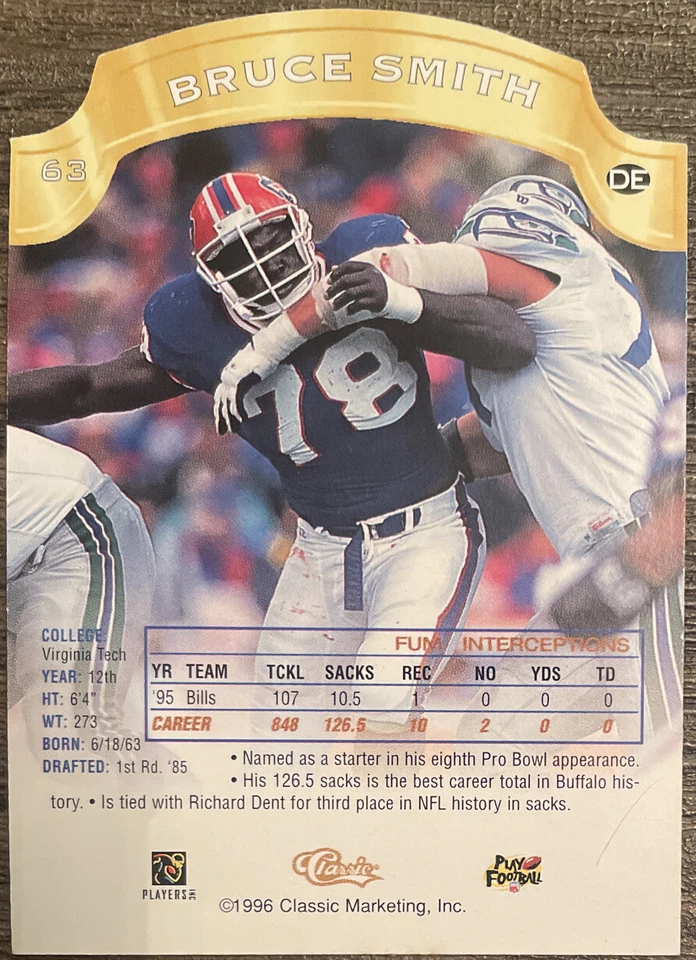 BRUCE SMITH
63
DE
78
COLLEGE:
Virginia Tech
YEAR: 12th
HT: 6'4"
WT: 273
BORN: 6/18/63
DRAFTED: 1st Rd. '85
FUM INTERCEPTIONS
YR TEAM TCKL SACKS REC NO YDS TD
'95 Bills 107 10.5 1 0 0 0
CAREER 848 126.5 10 2 0 0
• Named as a starter in his eighth Pro Bowl appearance.
• His 126.5 sacks is the best career total in Buffalo his-
tory. • Is tied with Richard Dent for third place in NFL history in sacks.
PLAYERS INC
Classic
PLAY FOOTBALL
©1996 Classic Marketing, Inc.